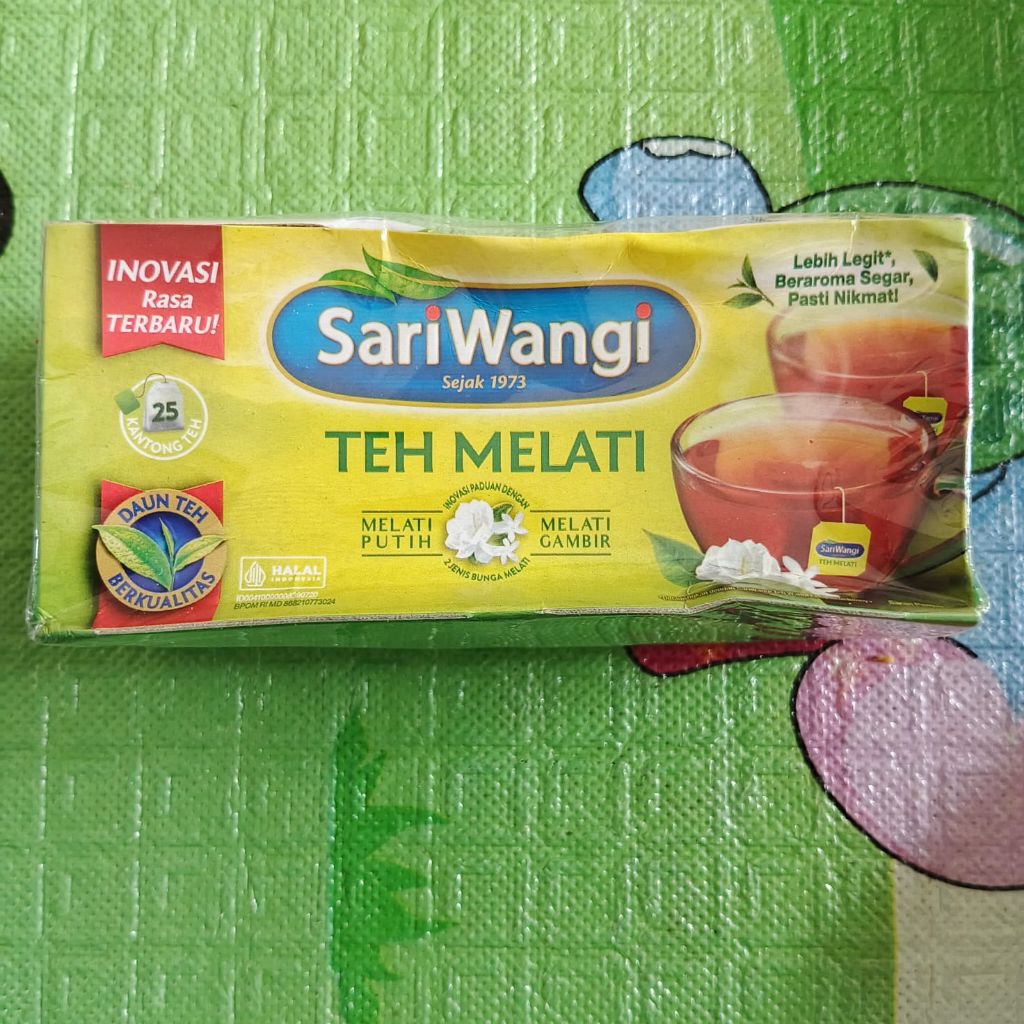 INOVASI
Rasa
TERBARU!
25
KANTONG TEH
DAUN TEH
BERKUALITAS
SariWangi
Sejak 1973
TEH MELATI
INOVASI PADUAN DENGAN
MELATI
PUTIH
MELATI
GAMBIR
2 JENIS BUNGA MELATI
HALAL
INDONESIA
BPOM RI MD 868210773024
Lebih Legit*,
Beraroma Segar,
Pasti Nikmat!
SariWangi
TEH MELATI